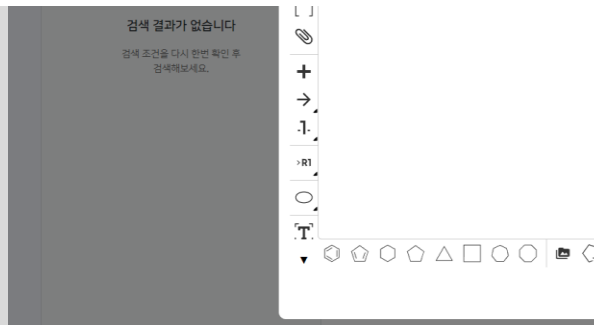 검색 결과가 없습니다
검색 조건을 다시 한번 확인 후
검색해보세요.
[ ]
.1.
>R1
T